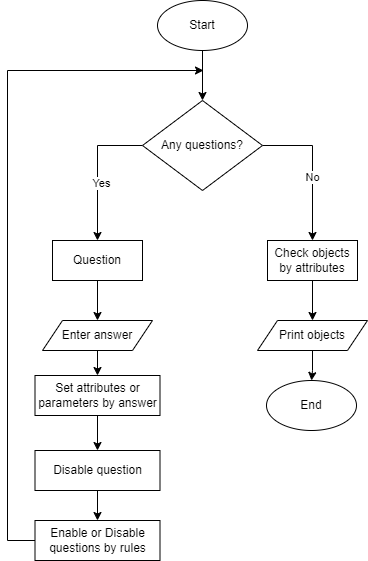 Start
Any questions?
Yes
No
Question
Check objects
by attributes
Enter answer
Print objects
Set attributes or
parameters by answer
End
Disable question
Enable or Disable
questions by rules